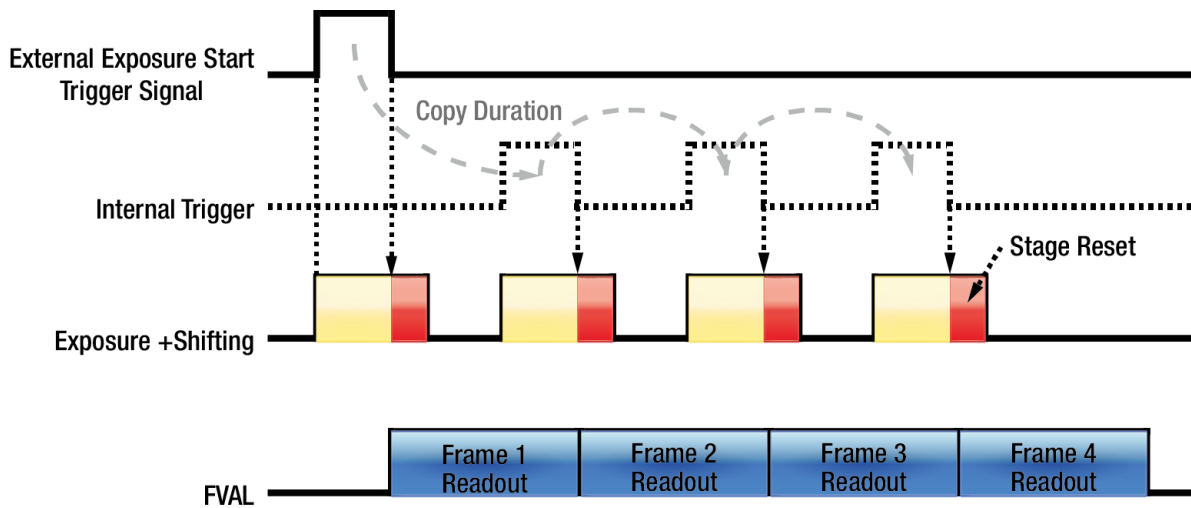 External Exposure Start
Trigger Signal
Copy Duration
Internal Trigger
Stage Reset
Exposure +Shifting
Frame 1
Readout
Frame 2
Readout
Frame 3
Readout
Frame 4
Readout
FVAL